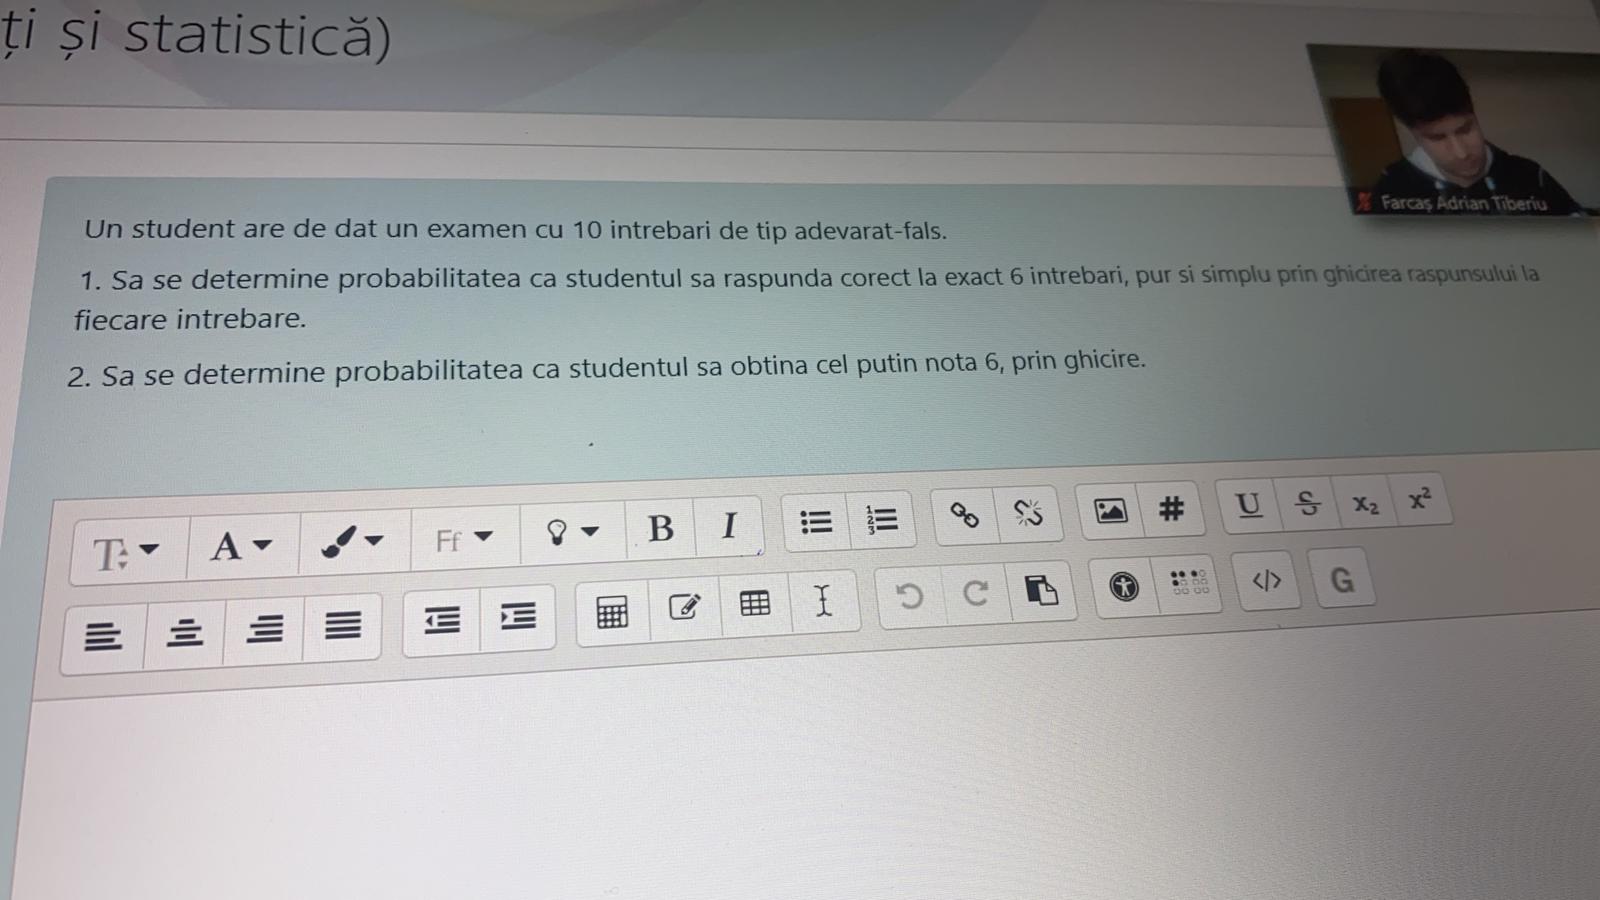 ți și statistică)
Farcaș Adrian Tiberiu
Un student are de dat un examen cu 10 intrebari de tip adevarat-fals.
1. Sa se determine probabilitatea ca studentul sa raspunda corect la exact 6 intrebari, pur si simplu prin ghicirea raspunsului la
fiecare intrebare.
2. Sa se determine probabilitatea ca studentul sa obtina cel putin nota 6, prin ghicire.
T A Ff B I # U S x₂ x²
</> G